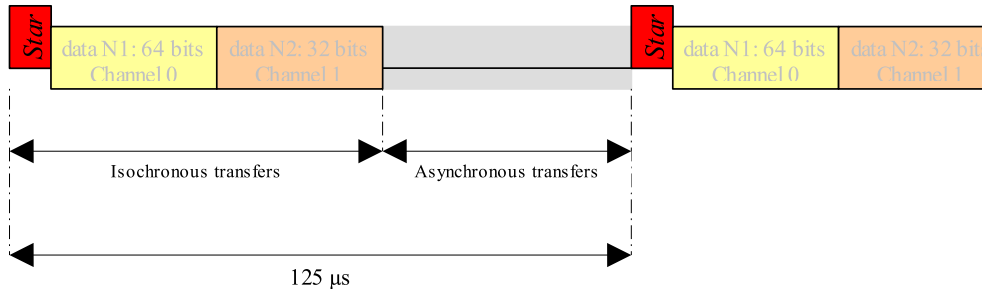 Star
data N1: 64 bits
Channel 0
data N2: 32 bits
Channel 1
Star
data N1: 64 bits
Channel 0
data N2: 32 bits
Channel 1
Isochronous transfers
Asynchronous transfers
125 μs